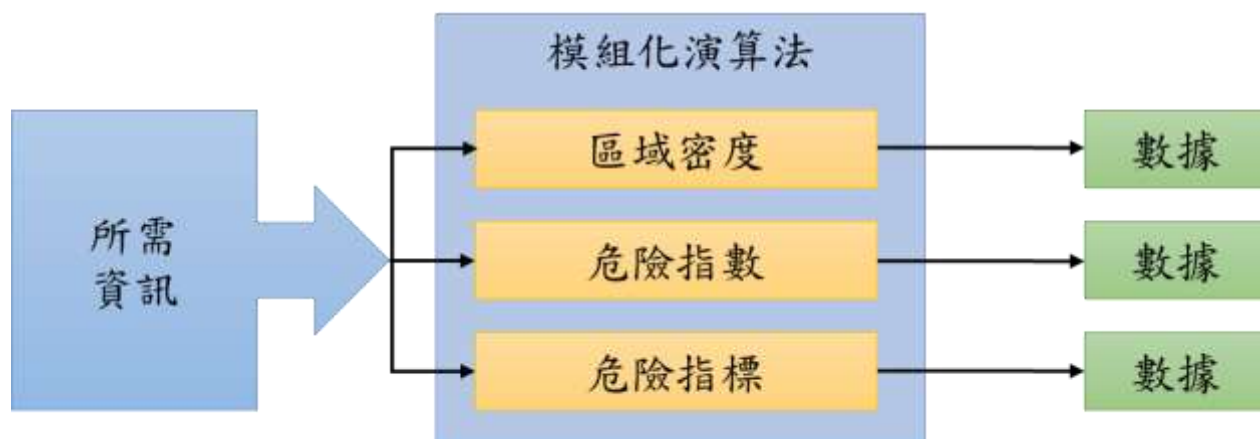 模組化演算法
所需
資訊
區域密度
數據
危險指數
數據
危險指標
數據